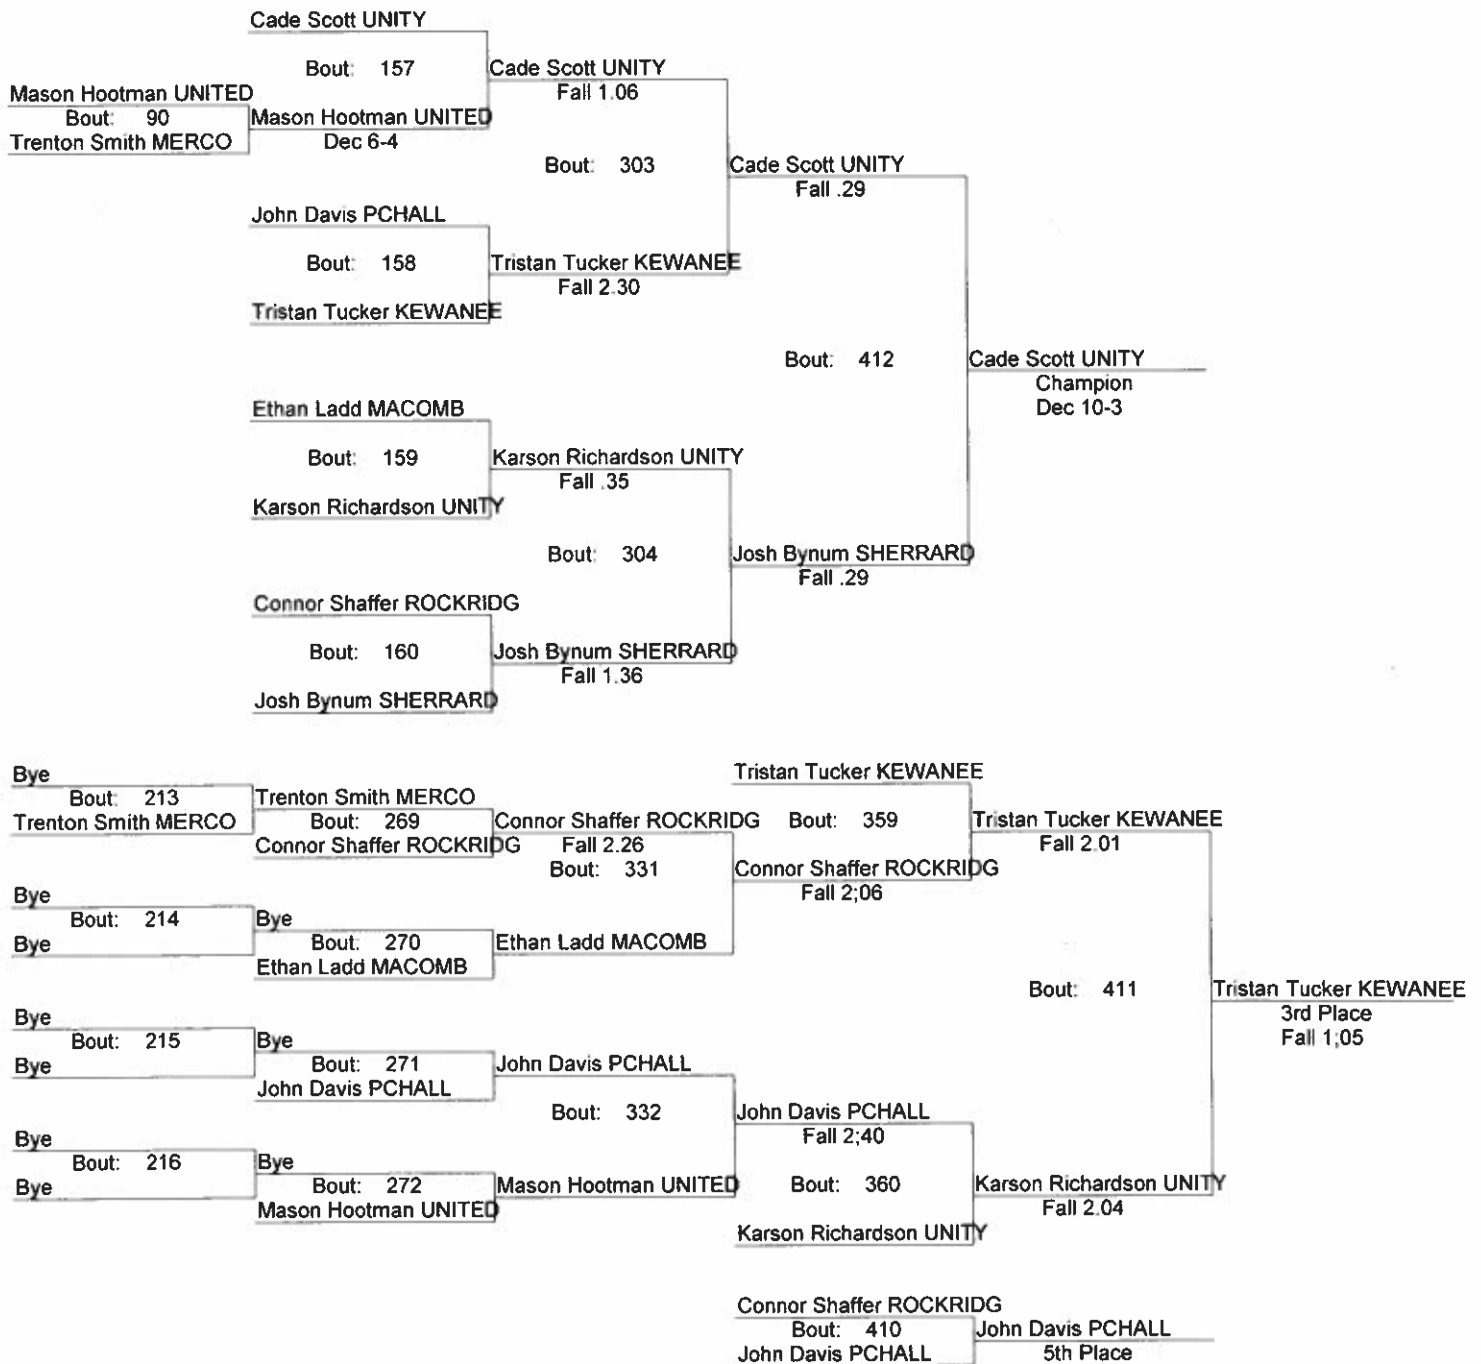 Cade Scott UNITY
Bout: 157
Cade Scott UNITY
Fall 1.06
Mason Hootman UNITED
Bout: 90
Mason Hootman UNITED
Trenton Smith MERCO
Dec 6-4
Bout: 303
Cade Scott UNITY
Fall .29
John Davis PCHALL
Bout: 158
Tristan Tucker KEWANEE
Fall 2.30
Tristan Tucker KEWANEE
Bout: 412
Cade Scott UNITY
Champion
Dec 10-3
Ethan Ladd MACOMB
Bout: 159
Karson Richardson UNITY
Fall .35
Karson Richardson UNITY
Bout: 304
Josh Bynum SHERRARD
Fall .29
Connor Shaffer ROCKRIDG
Bout: 160
Josh Bynum SHERRARD
Fall 1.36
Josh Bynum SHERRARD
Bye
Bout: 213
Trenton Smith MERCO
Trenton Smith MERCO
Bout: 269
Connor Shaffer ROCKRIDG
Connor Shaffer ROCKRIDG
Fall 2.26
Bout: 331
Tristan Tucker KEWANEE
Bout: 359
Tristan Tucker KEWANEE
Fall 2.01
Connor Shaffer ROCKRIDG
Fall 2;06
Bye
Bout: 214
Bye
Bye
Bout: 270
Ethan Ladd MACOMB
Ethan Ladd MACOMB
Bout: 411
Tristan Tucker KEWANEE
3rd Place
Fall 1;05
Bye
Bout: 215
Bye
Bye
Bout: 271
John Davis PCHALL
John Davis PCHALL
Bout: 332
John Davis PCHALL
Fall 2;40
Bye
Bout: 216
Bye
Bye
Bout: 272
Mason Hootman UNITED
Mason Hootman UNITED
Bout: 360
Karson Richardson UNITY
Fall 2.04
Karson Richardson UNITY
Connor Shaffer ROCKRIDG
Bout: 410
John Davis PCHALL
John Davis PCHALL
5th Place